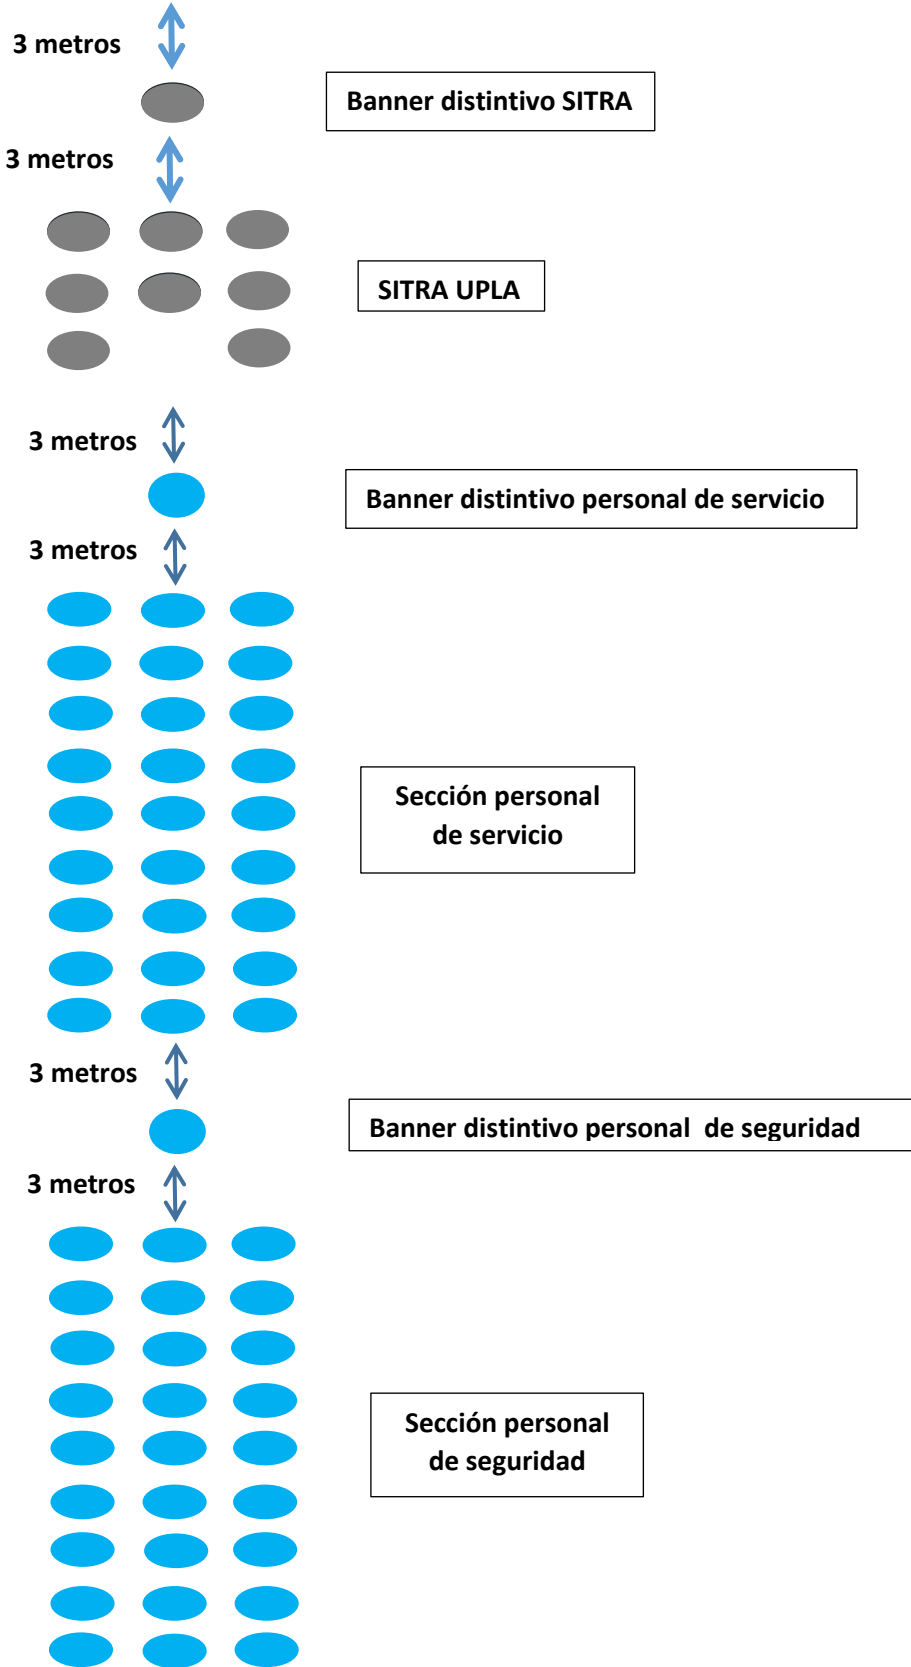 3 metros
Banner distintivo SITRA
3 metros
SITRA UPLA
3 metros
Banner distintivo personal de servicio
3 metros
Sección personal
de servicio
3 metros
Banner distintivo personal  de seguridad
3 metros
Sección personal
de seguridad